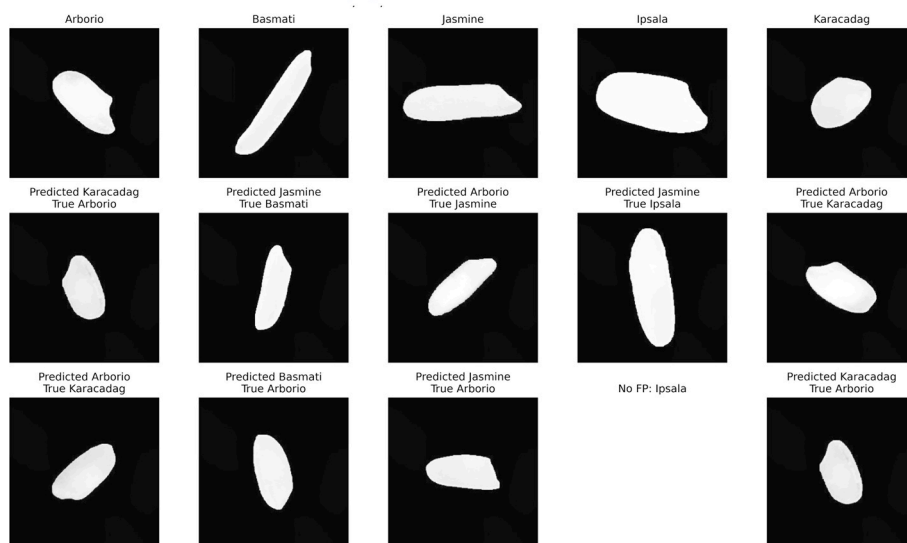 Arborio
Basmati
Jasmine
Ipsala
Karacadag
Predicted Karacadag
True Arborio
Predicted Jasmine
True Basmati
Predicted Arborio
True Jasmine
Predicted Jasmine
True Ipsala
Predicted Arborio
True Karacadag
Predicted Arborio
True Karacadag
Predicted Basmati
True Arborio
Predicted Jasmine
True Arborio
No FP: Ipsala
Predicted Karacadag
True Arborio